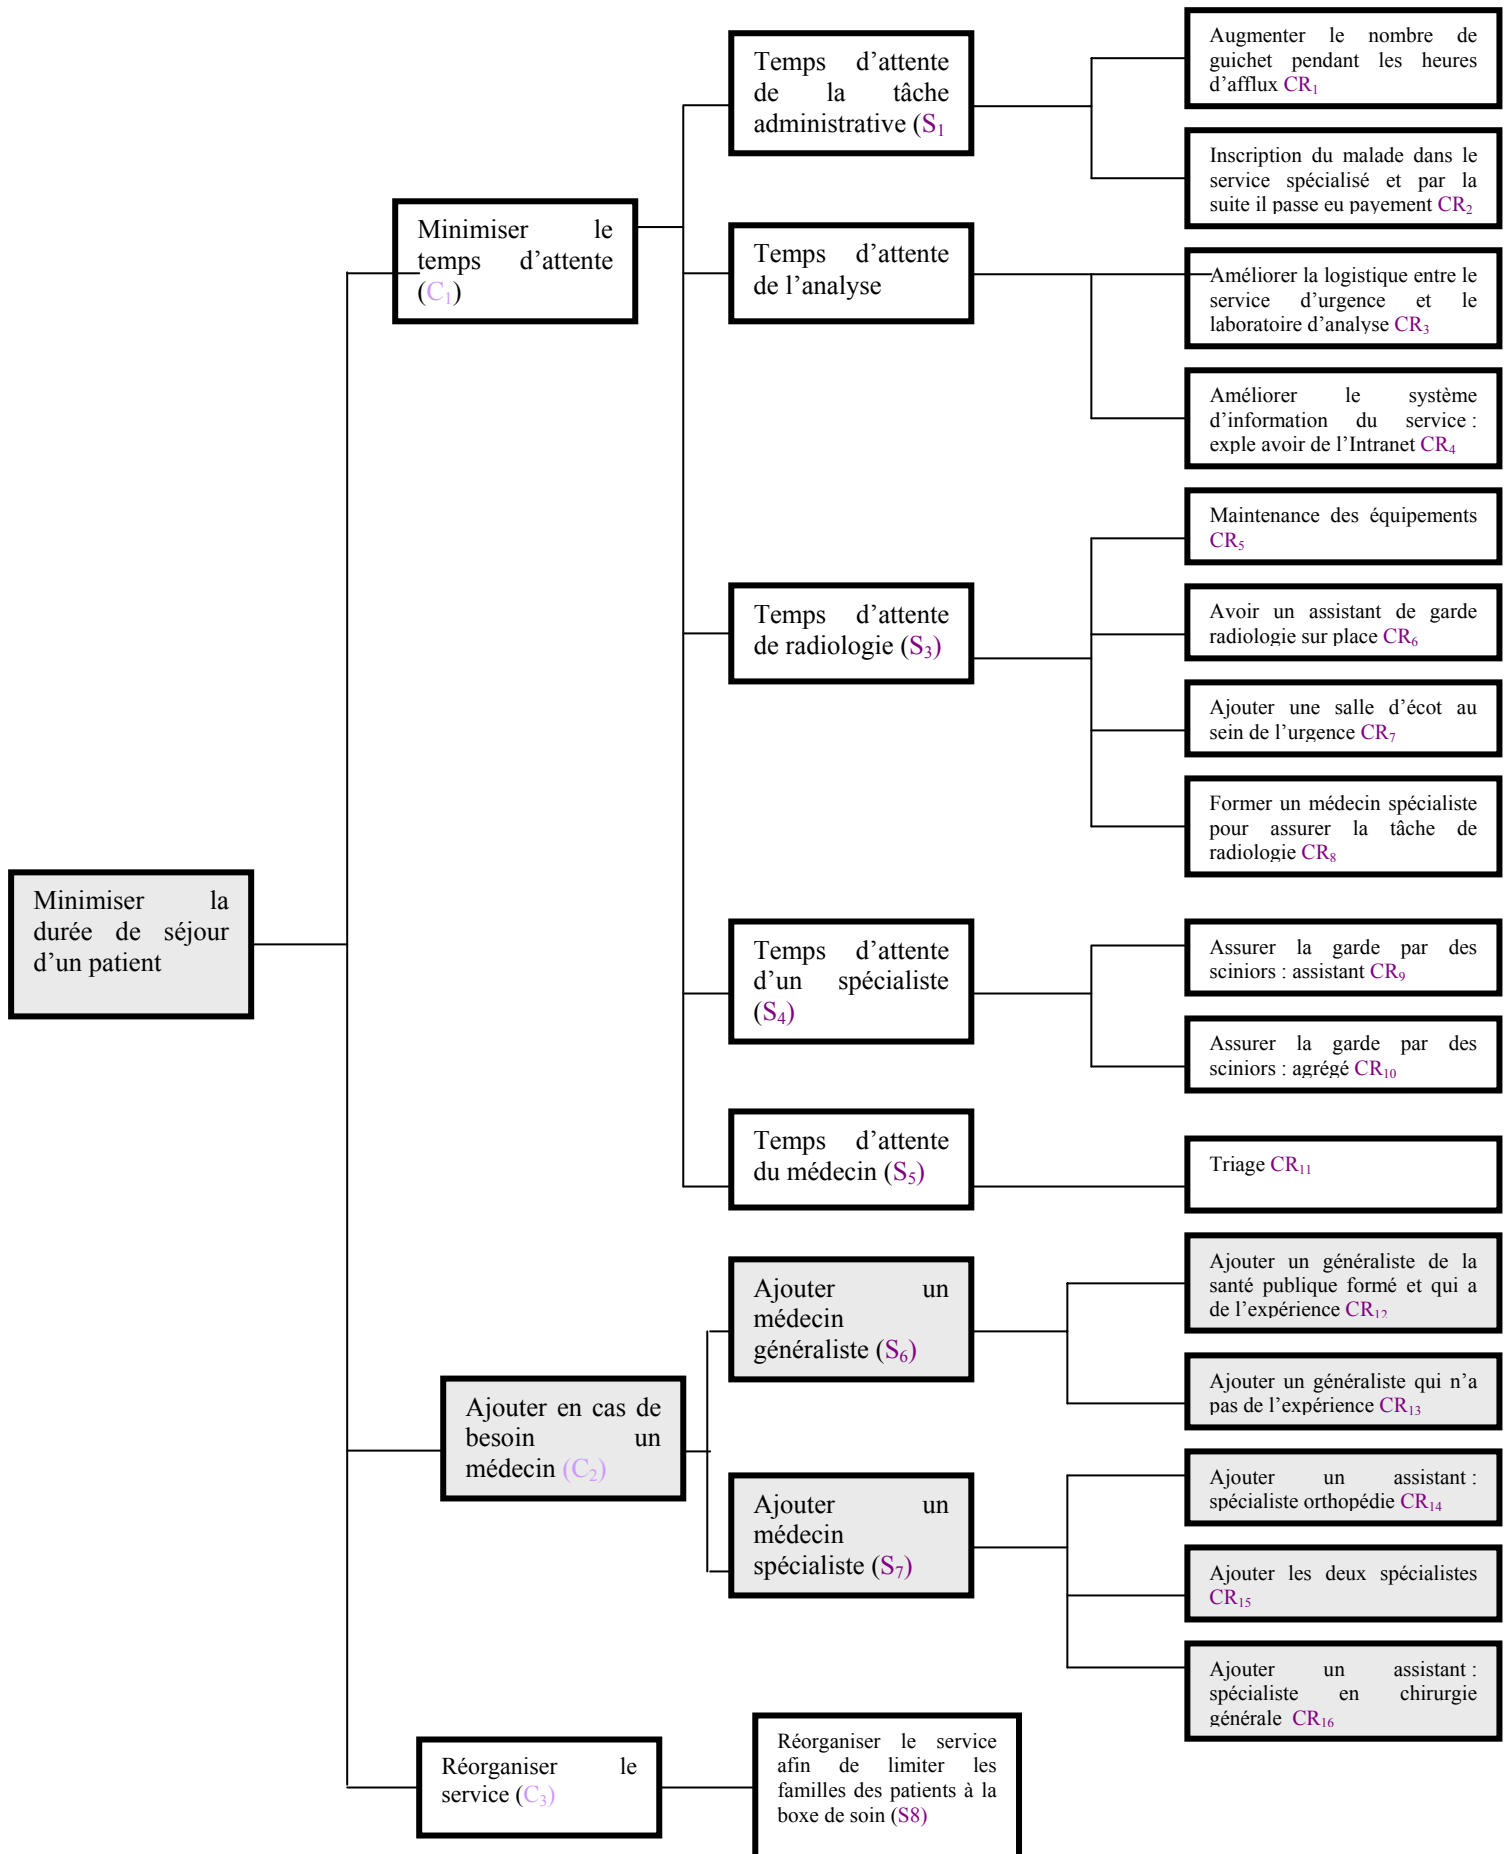 Minimiser la
durée de séjour
d'un patient
Minimiser le
temps d'attente
(C1)
Temps d'attente
de la tâche
administrative (S1
Augmenter le nombre de
guichet pendant les heures
d'afflux CR1
Inscription du malade dans le
service spécialisé et par la
suite il passe eu payement CR2
Temps d'attente
de l'analyse
Améliorer la logistique entre le
service d'urgence et le
laboratoire d'analyse CR3
Améliorer le système
d'information du service :
exple avoir de l'Intranet CR4
Temps d'attente
de radiologie (S3)
Maintenance des équipements
CR5
Avoir un assistant de garde
radiologie sur place CR6
Ajouter une salle d'écot au
sein de l'urgence CR7
Former un médecin spécialiste
pour assurer la tâche de
radiologie CR8
Temps d'attente
d'un spécialiste
(S4)
Assurer la garde par des
sciniors : assistant CR9
Assurer la garde par des
sciniors : agrégé CR10
Temps d'attente
du médecin (S5)
Triage CR11
Ajouter en cas de
besoin un
médecin (C2)
Ajouter un
médecin
généraliste (S6)
Ajouter un généraliste de la
santé publique formé et qui a
de l'expérience CR12
Ajouter un généraliste qui n'a
pas de l'expérience CR13
Ajouter un
médecin
spécialiste (S7)
Ajouter un assistant :
spécialiste orthopédie CR14
Ajouter les deux spécialistes
CR15
Ajouter un assistant :
spécialiste en chirurgie
générale CR16
Réorganiser le
service (C3)
Réorganiser le service
afin de limiter les
familles des patients à la
boxe de soin (S8)